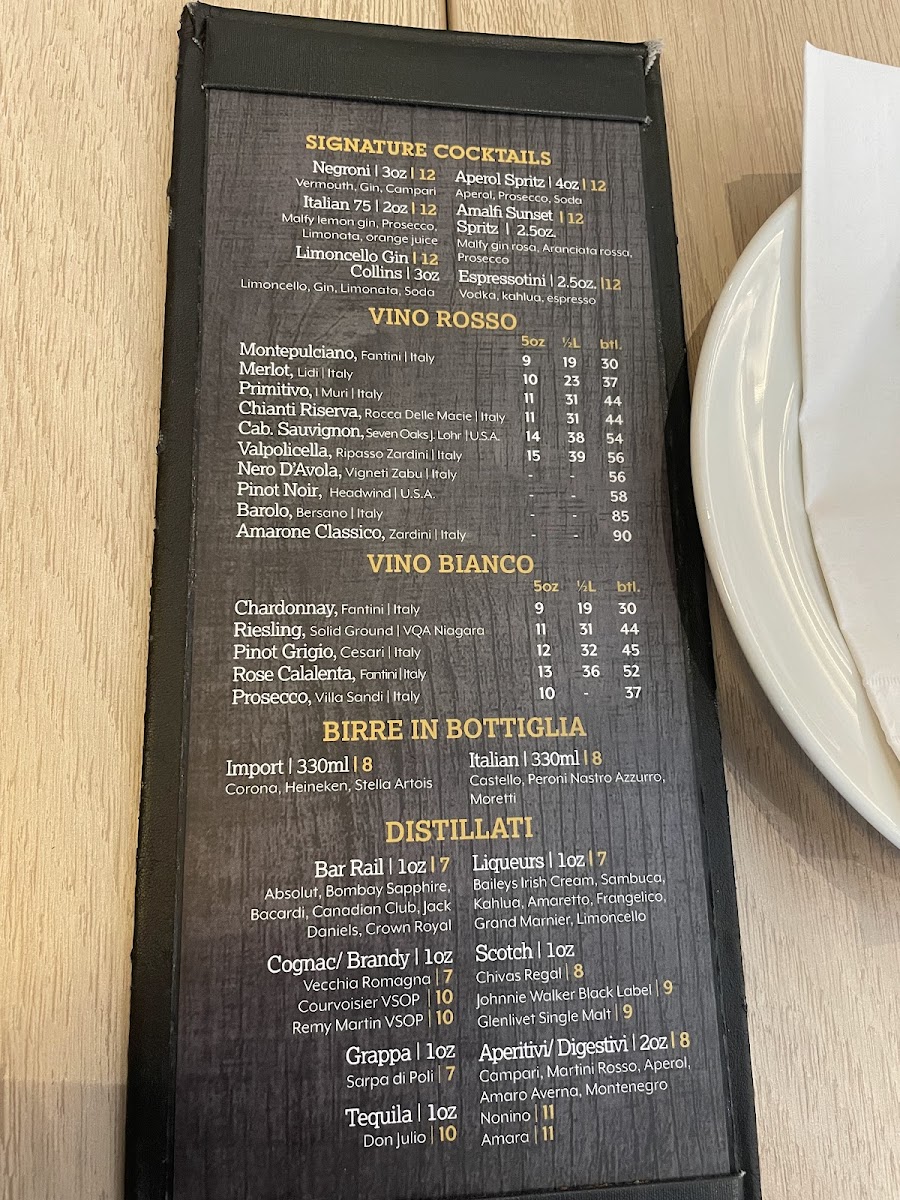 SIGNATURE COCKTAILS
Negroni | 3oz | 12
Vermouth, Gin, Campari
Italian 75 | 2oz | 12
Malfy lemon gin, Prosecco,
Limonata, orange juice
Limoncello Gin | 12
Collins | 3oz
Limoncello, Gin, Limonata, Soda
Aperol Spritz | 4oz | 12
Aperol, Prosecco, Soda
Amalfi Sunset | 12
Spritz | 2.5oz.
Malfy gin rosa, Aranciata rossa,
Prosecco
Espressotini | 2.5oz. | 12
Vodka, kahlua, espresso
VINO ROSSO
5oz ½L btl.
Montepulciano, Fantini | Italy 9 19 30
Merlot, Lidi | Italy 10 23 37
Primitivo, I Muri | Italy 11 31 44
Chianti Riserva, Rocca Delle Macie | Italy 11 31 44
Cab. Sauvignon, Seven Oaks J. Lohr | U.S.A. 14 38 54
Valpolicella, Ripasso Zardini | Italy 15 39 56
Nero D'Avola, Vigneti Zabu | Italy - - 56
Pinot Noir, Headwind | U.S.A. - - 58
Barolo, Bersano | Italy - - 85
Amarone Classico, Zardini | Italy - - 90
VINO BIANCO
5oz ½L btl.
Chardonnay, Fantini | Italy 9 19 30
Riesling, Solid Ground | VQA Niagara 11 31 44
Pinot Grigio, Cesari | Italy 12 32 45
Rose Calalenta, Fantini | Italy 13 36 52
Prosecco, Villa Sandi | Italy 10 - 37
BIRRE IN BOTTIGLIA
Import | 330ml | 8
Corona, Heineken, Stella Artois
Italian | 330ml | 8
Castello, Peroni Nastro Azzurro,
Moretti
DISTILLATI
Bar Rail | 1oz | 7
Absolut, Bombay Sapphire,
Bacardi, Canadian Club, Jack
Daniels, Crown Royal
Cognac/ Brandy | 1oz
Vecchia Romagna | 7
Courvoisier VSOP | 10
Remy Martin VSOP | 10
Grappa | 1oz
Sarpa di Poli | 7
Tequila | 1oz
Don Julio | 10
Liqueurs | 1oz | 7
Baileys Irish Cream, Sambuca,
Kahlua, Amaretto, Frangelico,
Grand Marnier, Limoncello
Scotch | 1oz
Chivas Regal | 8
Johnnie Walker Black Label | 9
Glenlivet Single Malt | 9
Aperitivi/ Digestivi | 2oz | 8
Campari, Martini Rosso, Aperol,
Amaro Averna, Montenegro
Nonino | 11
Amara | 11